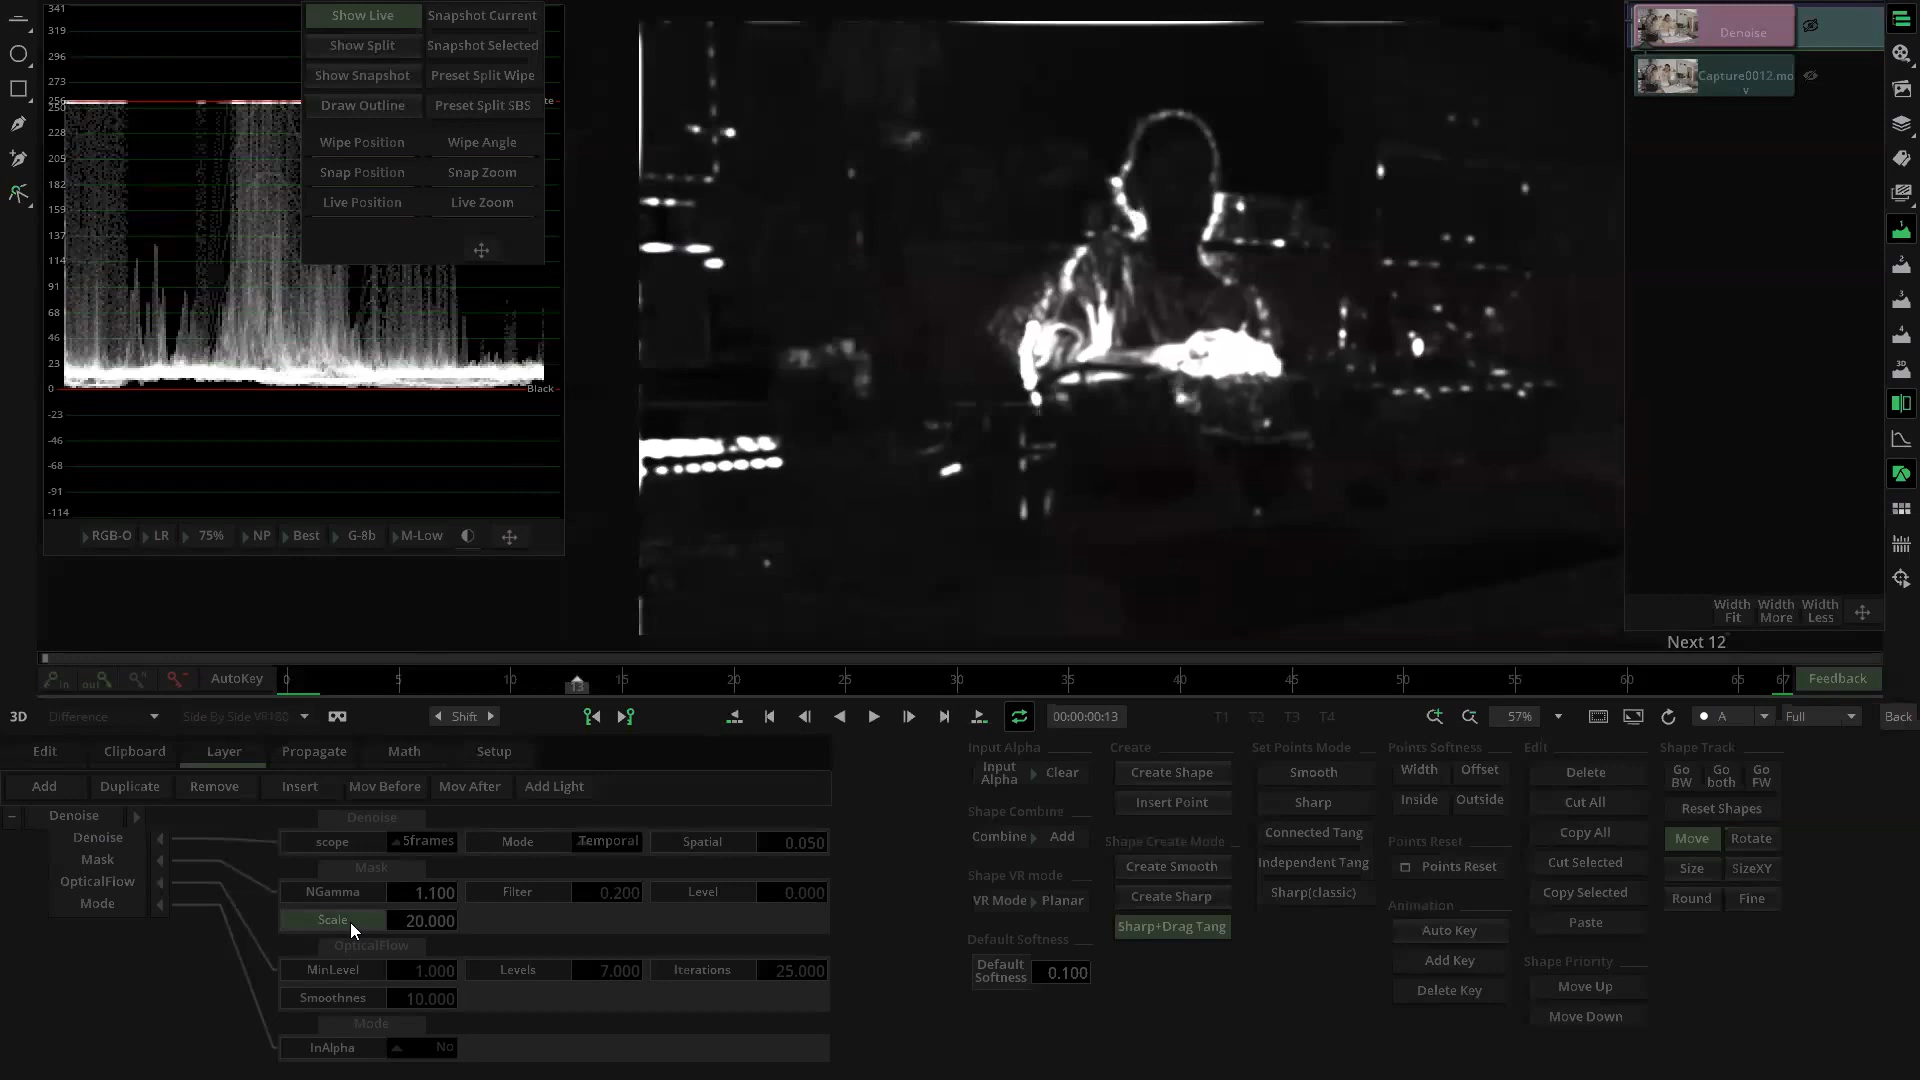 341
319
296
273
256
250
228
205
182
159
137
114
91
68
46
23
0
-23
-46
-68
-91
-114
Black
Show Live Snapshot Current
Show Split Snapshot Selected
Show Snapshot Preset Split Wipe
Draw Outline Preset Split SBS
Wipe Position Wipe Angle
Snap Position Snap Zoom
Live Position Live Zoom
RGB-O LR 75% NP Best G-8b M-Low
Denoise
Capture0012.mo
v
1
2
3
4
3D
Width Fit Width More Width Less
Next 12
in out AutoKey 0 5 10 13 15 20 25 30 35 40 45 50 55 60 65 67 Feedback
3D Difference Side By Side VR180 Shift 00:00:00:13 T1 T2 T3 T4 57% A Full Back
Edit Clipboard Layer Propagate Math Setup
Add Duplicate Remove Insert Mov Before Mov After Add Light
Denoise
Denoise
Mask
OpticalFlow
Mode
Denoise
scope 5frames Mode Temporal Spatial 0.050
Mask
NGamma 1.100 Filter 0.200 Level 0.000
Scale 20.000
OpticalFlow
MinLevel 1.000 Levels 7.000 Iterations 25.000
Smoothnes 10.000
Mode
InAlpha No
Input Alpha
Input Alpha Clear
Shape Combine
Combine Add
Shape VR mode
VR Mode Planar
Default Softness
Default Softness 0.100
Create
Create Shape
Insert Point
Shape Create Mode
Create Smooth
Create Sharp
Sharp+Drag Tang
Set Points Mode
Smooth
Sharp
Connected Tang
Independent Tang
Sharp(classic)
Points Softness
Width Offset
Inside Outside
Points Reset
Points Reset
Animation
Auto Key
Add Key
Delete Key
Edit
Delete
Cut All
Copy All
Cut Selected
Copy Selected
Paste
Shape Priority
Move Up
Move Down
Shape Track
Go BW Go both Go FW
Reset Shapes
Move Rotate
Size SizeXY
Round Fine